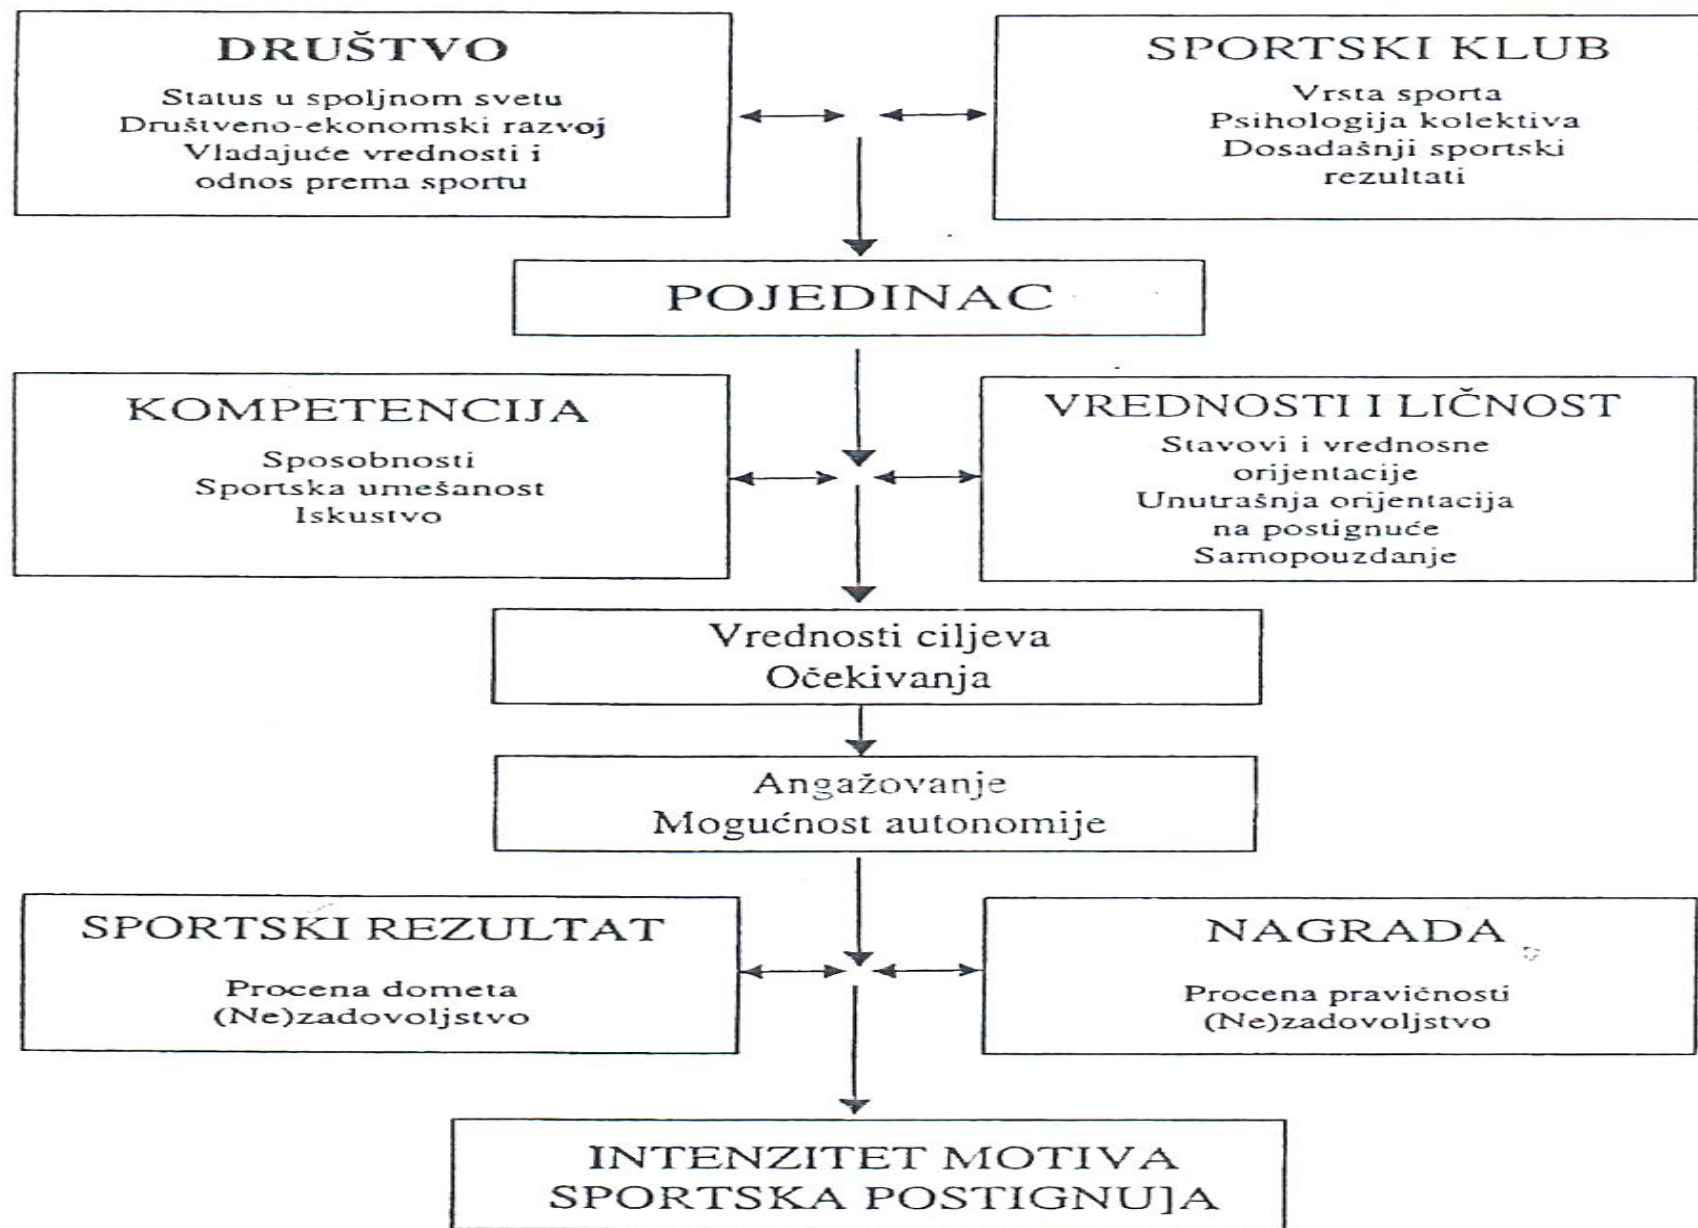 DRUŠTVO
Status u spoljnom svetu
Društveno-ekonomski razvoj
Vladajuće vrednosti i
odnos prema sportu
SPORTSKI KLUB
Vrsta sporta
Psihologija kolektiva
Dosadašnji sportski
rezultati
POJEDINAC
KOMPETENCIJA
Sposobnosti
Sportska umešanost
Iskustvo
VREDNOSTI I LIČNOST
Stavovi i vrednosne
orijentacije
Unutrašnja orijentacija
na postignuće
Samopouzdanje
Vrednosti ciljeva
Očekivanja
Angažovanje
Mogućnost autonomije
SPORTSKI REZULTAT
Procena dometa
(Ne)zadovoljstvo
NAGRADA
Procena pravičnosti
(Ne)zadovoljstvo
INTENZITET MOTIVA
SPORTSKA POSTIGNU]A